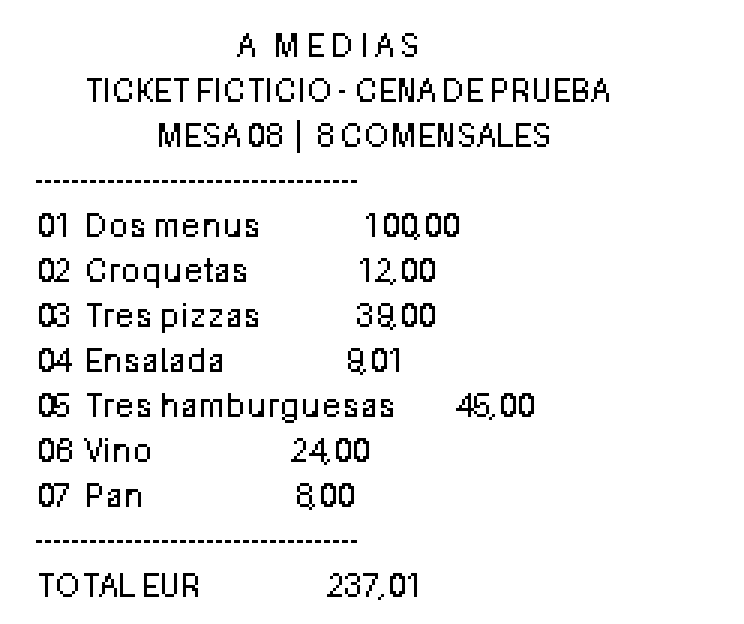 A MEDIAS
TICKET FICTICIO - CENA DE PRUEBA
MESA 08 | 8 COMENSALES
------------------------------------
01 Dos menus 100,00
02 Croquetas 12,00
03 Tres pizzas 39,00
04 Ensalada 9,01
05 Tres hamburguesas 45,00
06 Vino 24,00
07 Pan 8,00
------------------------------------
TOTAL EUR 237,01